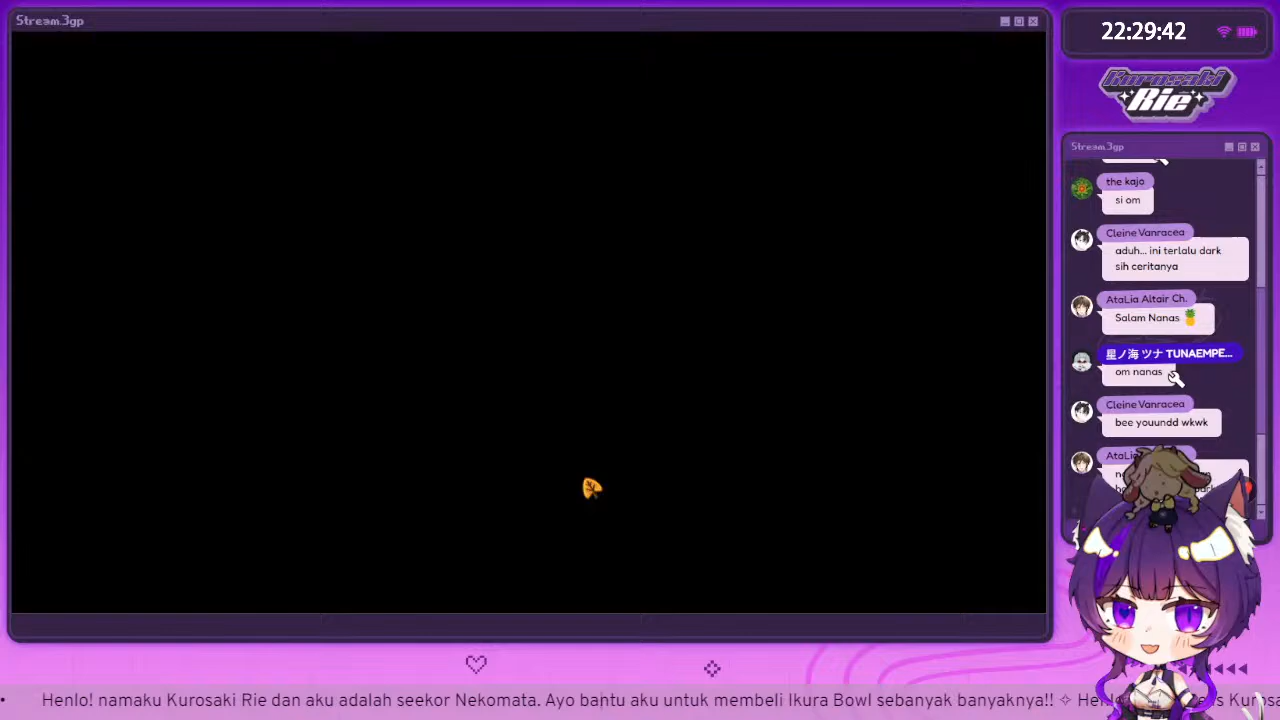 Stream.3gp
22:29:42
Kurosaki
Rie
Stream.3gp
the kajo
si om
Cleine Vanracea
aduh... ini terlalu dark
sih ceritanya
AtaLia Altair Ch.
Salam Nanas 🍍
星ノ海 ツナ TUNAEMPE...
om nanas
Cleine Vanracea
bee youundd wkwk
AtaLia
• Henlo! namaku Kurosaki Rie dan aku adalah seekor Nekomata. Ayo bantu aku untuk membeli Ikura Bowl sebanyak banyaknya!! ✧